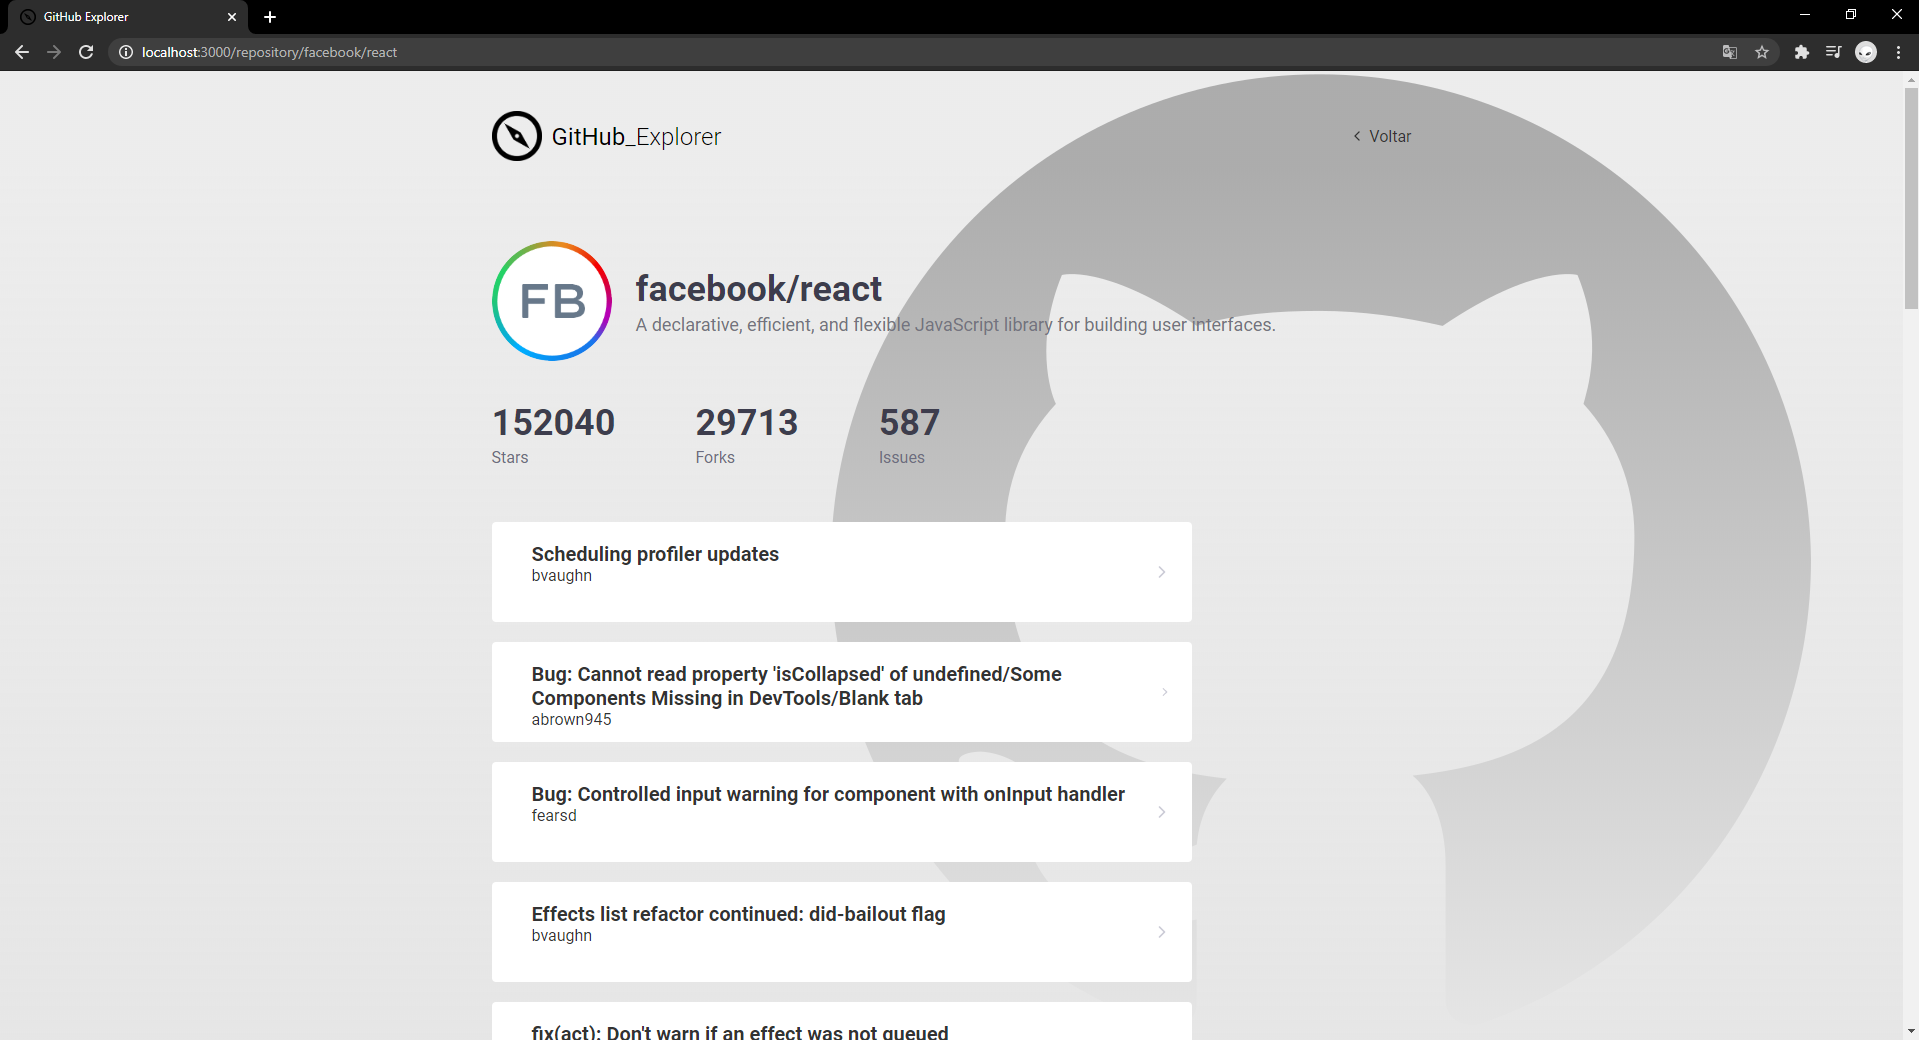 GitHub Explorer
localhost:3000/repository/facebook/react
GitHub_Explorer
Voltar
FB
facebook/react
A declarative, efficient, and flexible JavaScript library for building user interfaces.
152040 29713 587
Stars Forks Issues
Scheduling profiler updates
bvaughn
Bug: Cannot read property 'isCollapsed' of undefined/Some
Components Missing in DevTools/Blank tab
abrown945
Bug: Controlled input warning for component with onInput handler
fearsd
Effects list refactor continued: did-bailout flag
bvaughn
fix(act): Don't warn if an effect was not queued